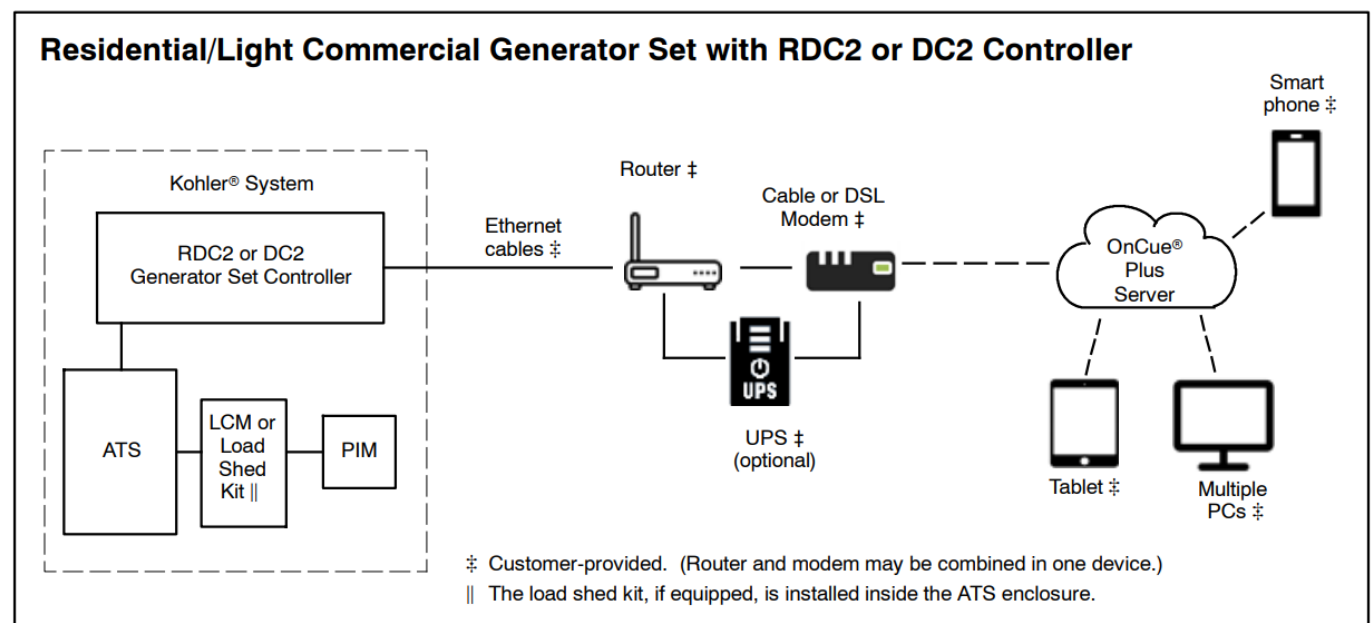 Residential/Light Commercial Generator Set with RDC2 or DC2 Controller
Smart
phone ‡
Kohler® System
Router ‡
Cable or DSL
Modem ‡
RDC2 or DC2
Generator Set Controller
Ethernet
cables ‡
OnCue®
Plus
Server
ATS
LCM or
Load
Shed
Kit ||
PIM
UPS
UPS ‡
(optional)
Tablet ‡
Multiple
PCs ‡
‡ Customer-provided. (Router and modem may be combined in one device.)
|| The load shed kit, if equipped, is installed inside the ATS enclosure.